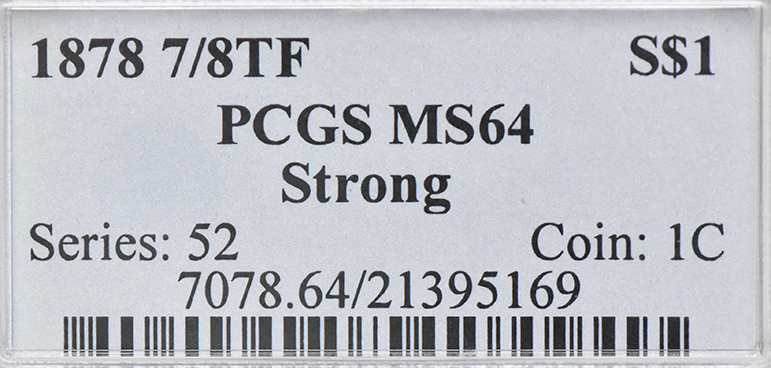 1878 7/8TF S$1
PCGS MS64
Strong
Series: 52 Coin: 1C
7078.64/21395169